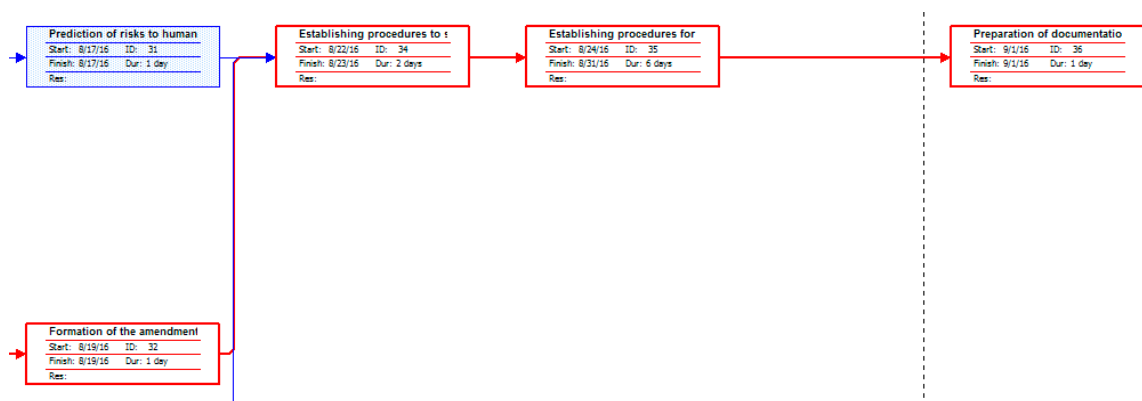 Prediction of risks to human
Start: 8/17/16 ID: 31
Finish: 8/17/16 Dur: 1 day
Res:
Establishing procedures to s
Start: 8/22/16 ID: 34
Finish: 8/23/16 Dur: 2 days
Res:
Establishing procedures for
Start: 8/24/16 ID: 35
Finish: 8/31/16 Dur: 6 days
Res:
Preparation of documentatio
Start: 9/1/16 ID: 36
Finish: 9/1/16 Dur: 1 day
Res:
Formation of the amendment
Start: 8/19/16 ID: 32
Finish: 8/19/16 Dur: 1 day
Res: